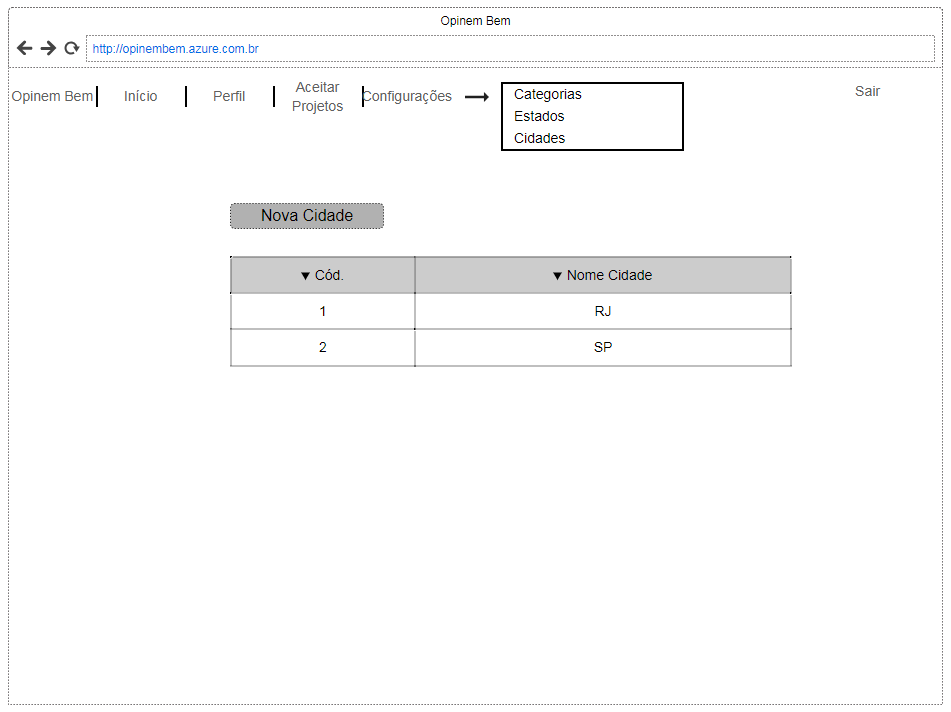 Opinem Bem
http://opinembem.azure.com.br
Opinem Bem
Início
Perfil
Aceitar
Projetos
Configurações
Categorias
Estados
Cidades
Sair
Nova Cidade
▼ Cód. ▼ Nome Cidade
1 RJ
2 SP